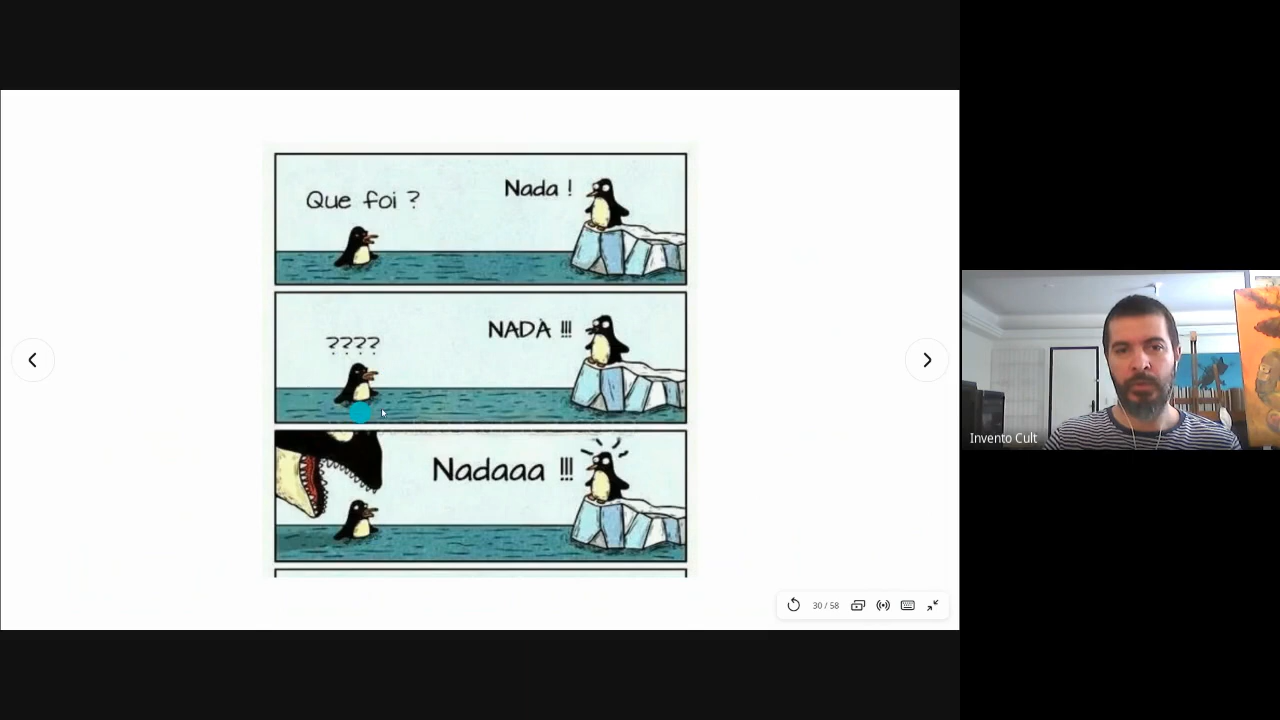 Que foi ?
Nada !
????
NADÀ !!!
Nadaaa !!!
Invento Cult
30 / 58